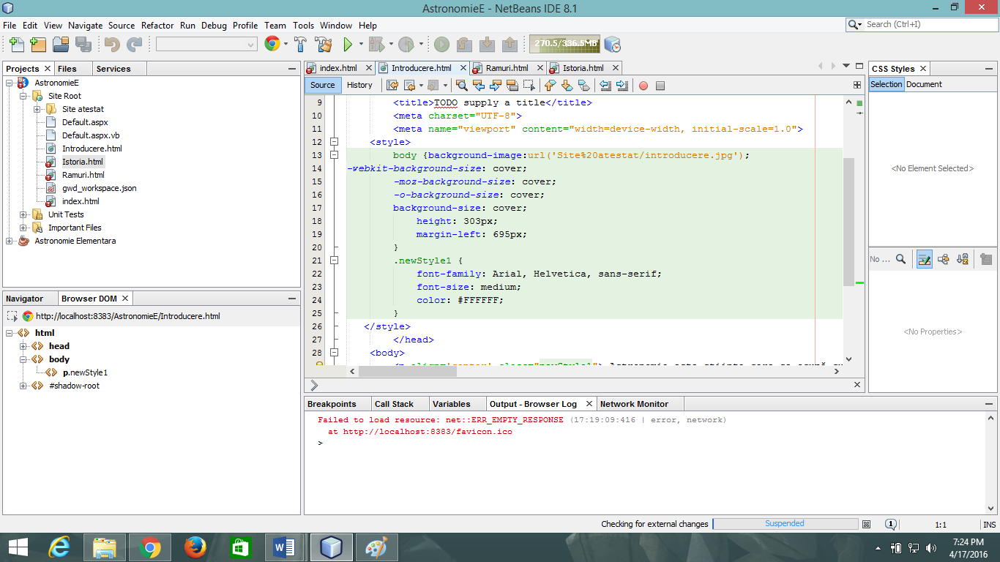 AstronomieE - NetBeans IDE 8.1
File Edit View Navigate Source Refactor Run Debug Profile Team Tools Window Help
Search (Ctrl+I)
270.5/336.5MB
Projects Files Services
AstronomieE
Site Root
Site atestat
Default.aspx
Default.aspx.vb
Introducere.html
Istoria.html
Ramuri.html
gwd_workspace.json
index.html
Unit Tests
Important Files
Astronomie Elementara
Navigator Browser DOM
http://localhost:8383/AstronomieE/Introducere.html
html
head
body
p.newStyle1
#shadow-root
index.html Introducere.html Ramuri.html Istoria.html
Source History
9 <title>TODO supply a title</title>
10 <meta charset="UTF-8">
11 <meta name="viewport" content="width=device-width, initial-scale=1.0">
12 <style>
13 body {background-image:url('Site%20atestat/introducere.jpg');
14 -webkit-background-size: cover;
15 -moz-background-size: cover;
16 -o-background-size: cover;
17 background-size: cover;
18 height: 303px;
19 margin-left: 695px;
20 }
21 .newStyle1 {
22 font-family: Arial, Helvetica, sans-serif;
23 font-size: medium;
24 color: #FFFFFF;
25 }
26 </style>
27 </head>
28 <body>
<p align='center' class="newStyle1"> Astronomia este știința care se ocupă
CSS Styles
Selection Document
<No Element Selected>
No ...
<No Properties>
Breakpoints Call Stack Variables Output - Browser Log Network Monitor
Failed to load resource: net::ERR_EMPTY_RESPONSE (17:19:09:416 | error, network)
at http://localhost:8383/favicon.ico
>
Checking for external changes Suspended 1 1:1 INS
7:24 PM
4/17/2016